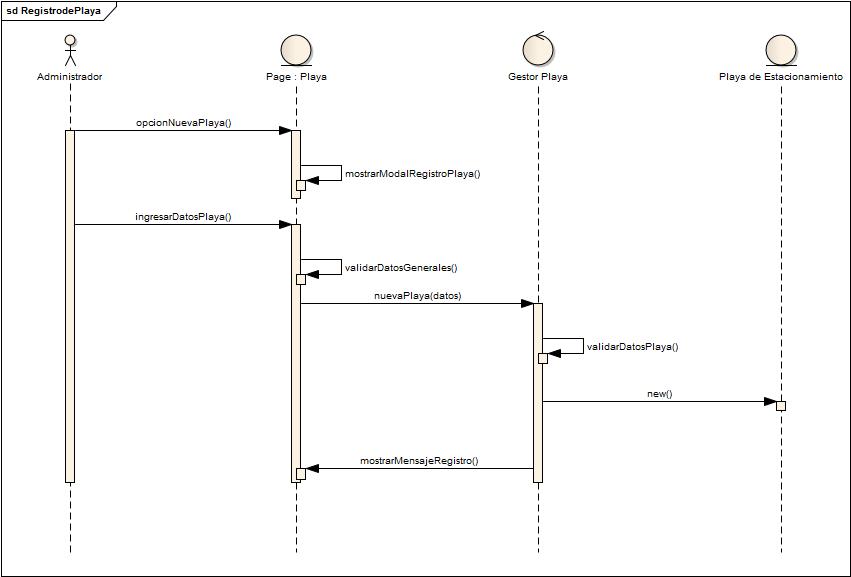 sd RegistrodePlaya
Administrador
Page : Playa
Gestor Playa
Playa de Estacionamiento
opcionNuevaPlaya()
mostrarModalRegistroPlaya()
ingresarDatosPlaya()
validarDatosGenerales()
nuevaPlaya(datos)
validarDatosPlaya()
new()
mostrarMensajeRegistro()